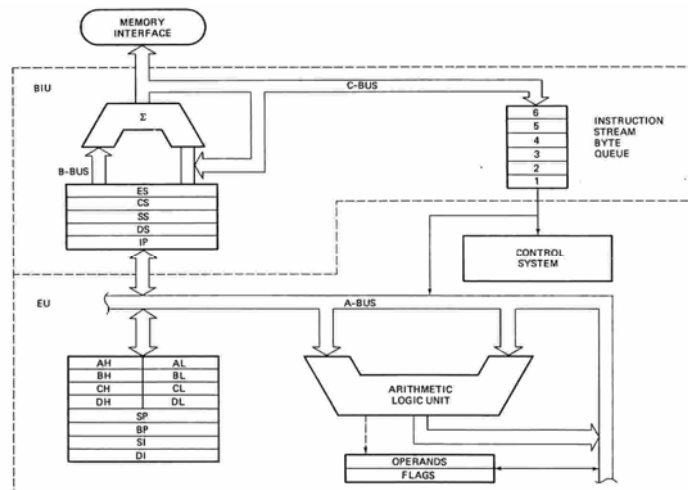 MEMORY
INTERFACE
BIU
C-BUS
Σ
B-BUS
6
5
4
3
2
1
INSTRUCTION
STREAM
BYTE
QUEUE
ES
CS
SS
DS
IP
CONTROL
SYSTEM
EU
A-BUS
AH AL
BH BL
CH CL
DH DL
SP
BP
SI
DI
ARITHMETIC
LOGIC UNIT
OPERANDS
FLAGS